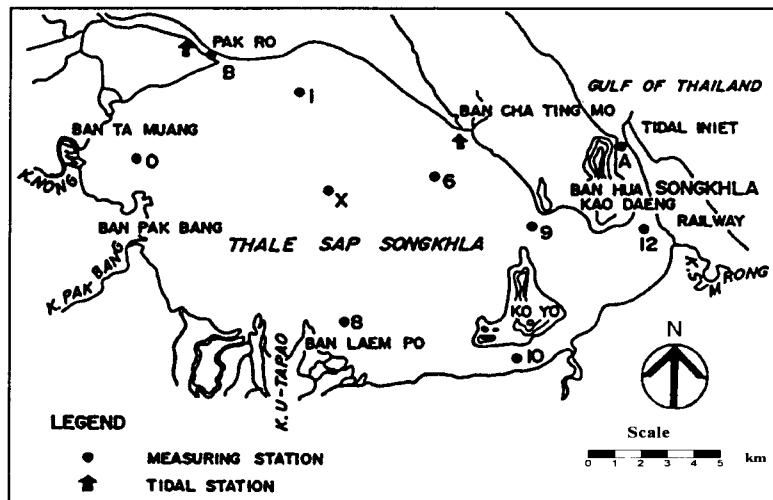 PAK RO
B
1
GULF OF THAILAND
BAN CHA TING MO
TIDAL INIET
BAN TA MUANG
A
0
K.NONG
6
BAN HUA
KAO DAENG
SONGKHLA
X
RAILWAY
BAN PAK BANG
9
12
THALE SAP SONGKHLA
K. PAK BANG
K.S M RONG
KO YO
8
BAN LAEM PO
10
N
K.U-TAPAO
LEGEND
MEASURING STATION
TIDAL STATION
Scale
0 1 2 3 4 5 km